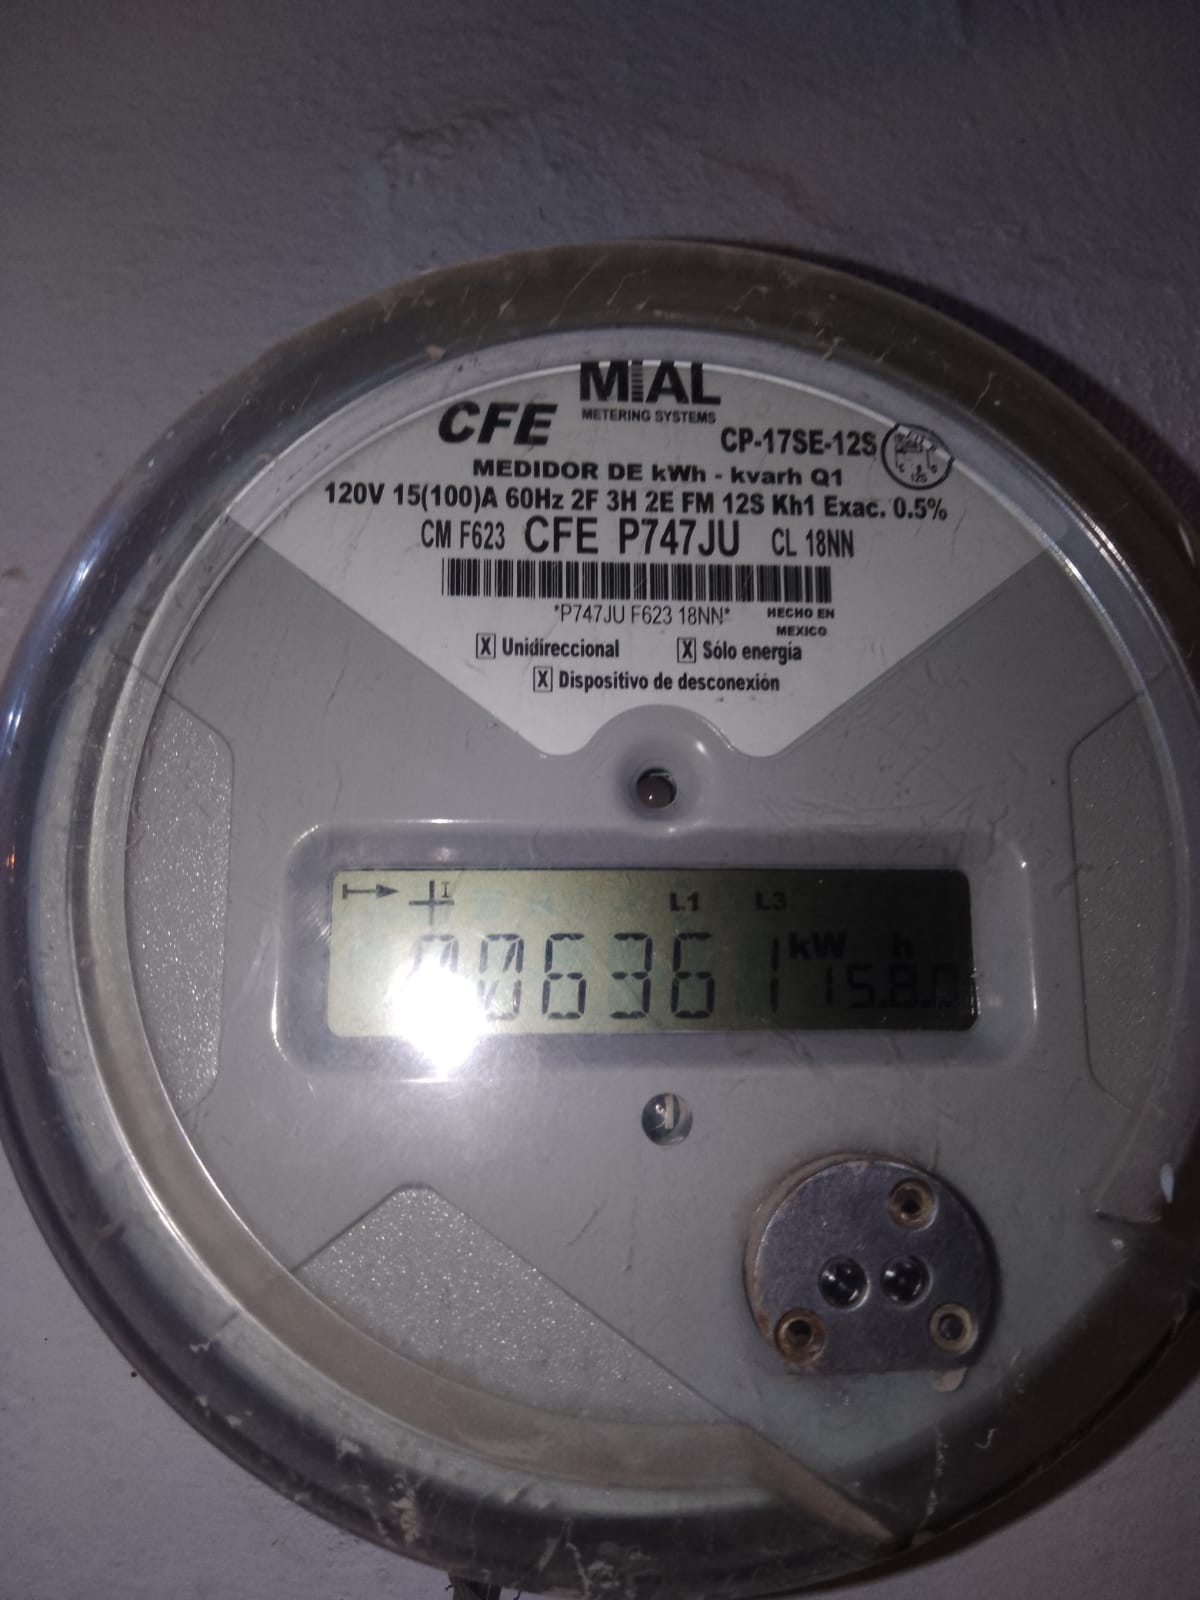 MIAL
METERING SYSTEMS
CFE
CP-17SE-12S
MEDIDOR DE kWh - kvarh Q1
120V 15(100)A 60Hz 2F 3H 2E FM 12S Kh1 Exac. 0.5%
CM F623 CFE P747JU CL 18NN
*P747JU F623 18NN*
HECHO EN
MEXICO
X Unidireccional X Sólo energía
X Dispositivo de desconexión
L1 L3
006361 kWh
15.8.0